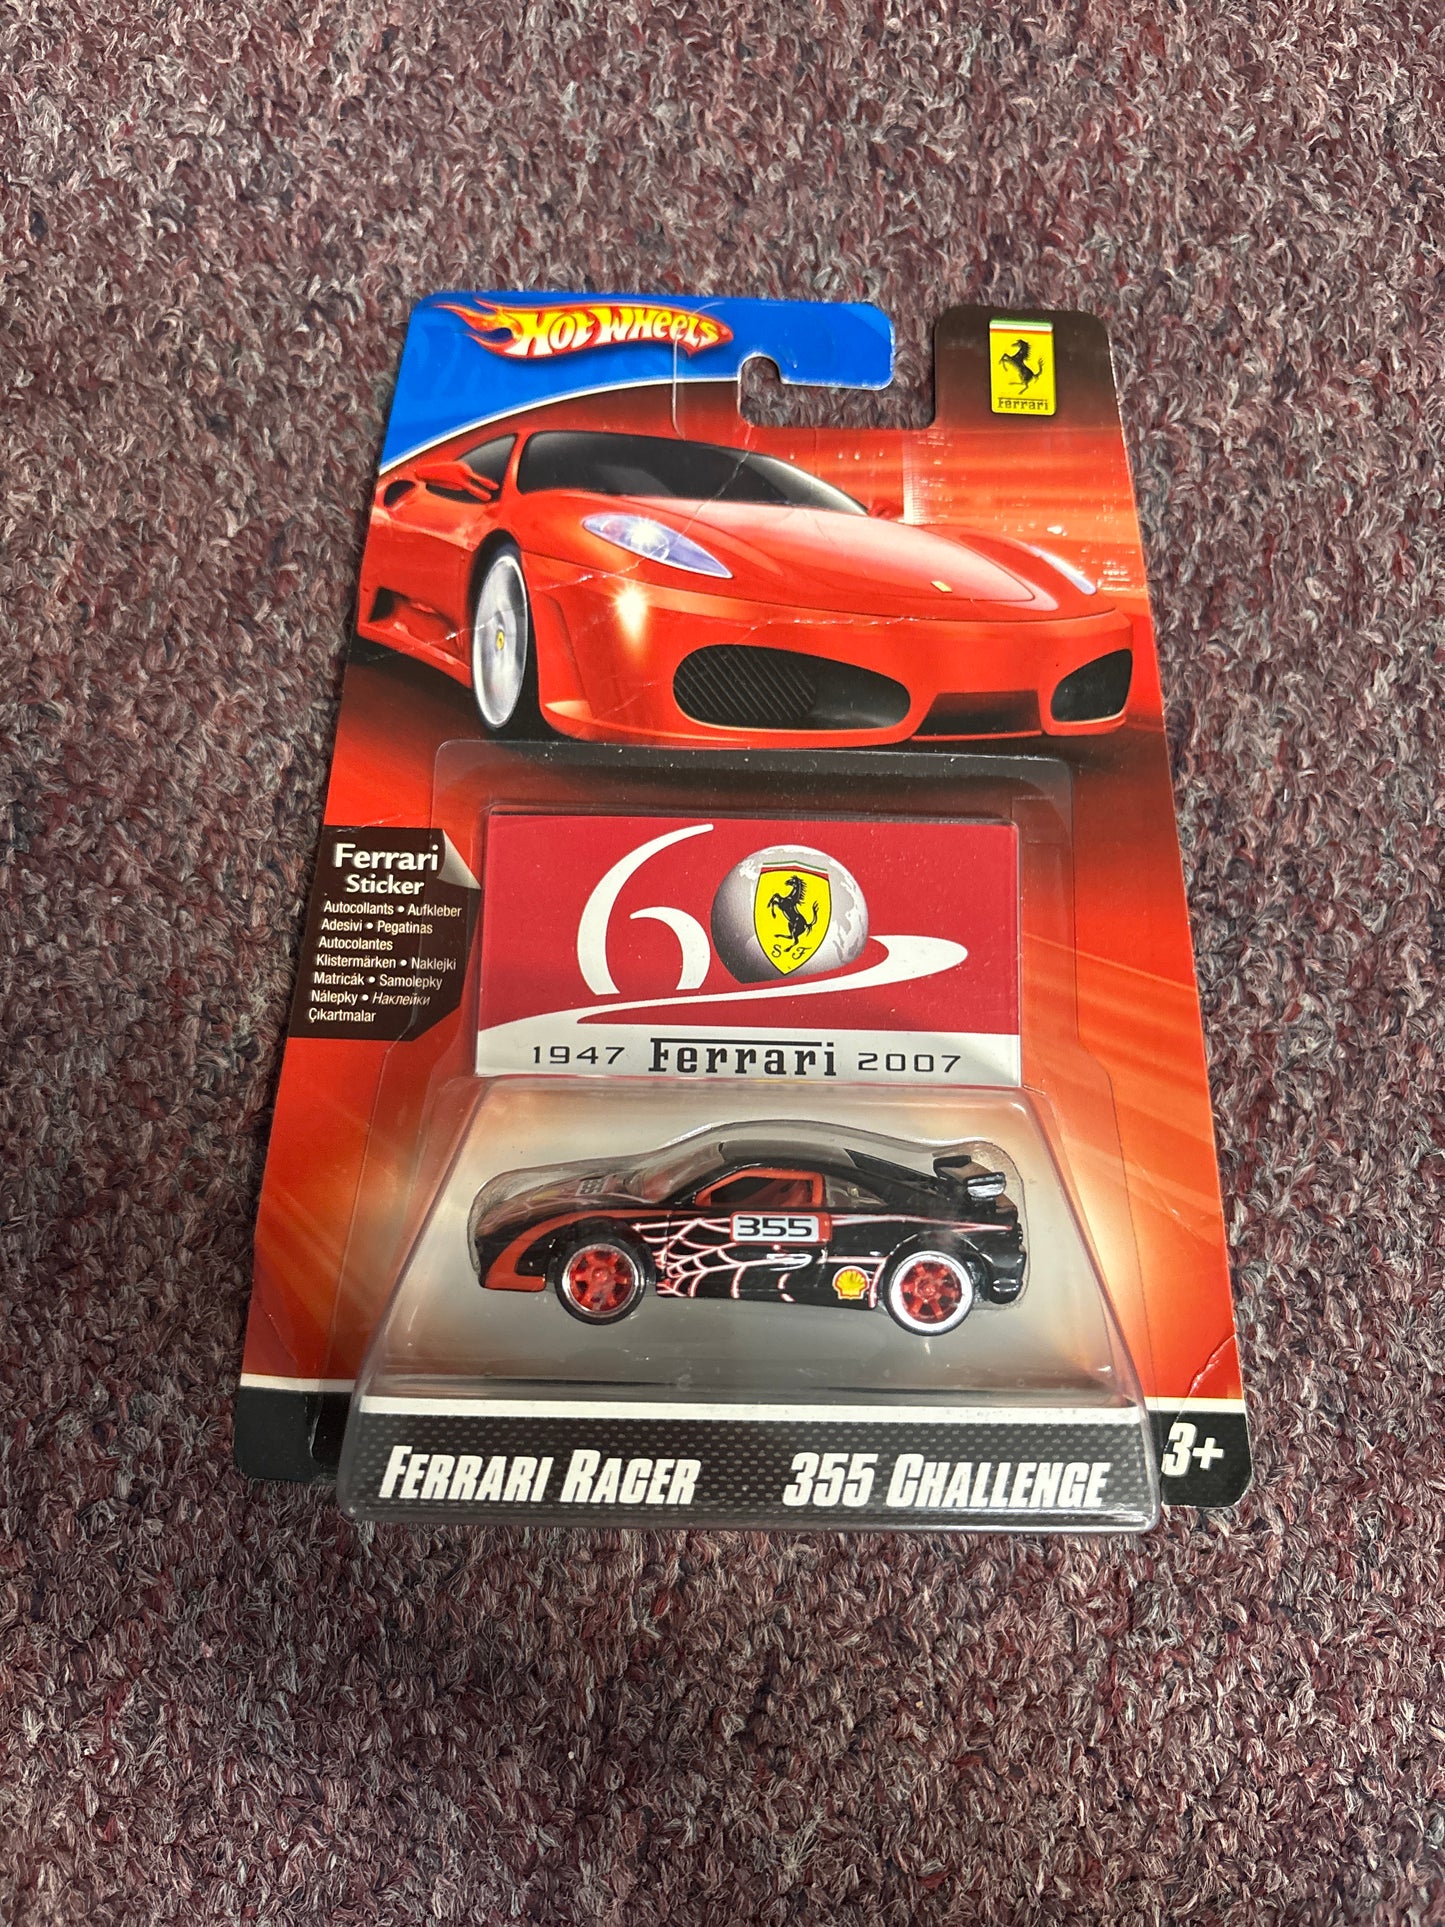 HOT WHEELS
Ferrari
Ferrari
Sticker
Autocollants • Aufkleber
Adesivi • Pegatinas
Autocolantes
Klistermärken • Naklejki
Matricák • Samolepky
Nálepky • Наклейки
Çıkartmalar
60
S F
1947 Ferrari 2007
355
FERRARI RACER 355 CHALLENGE
3+